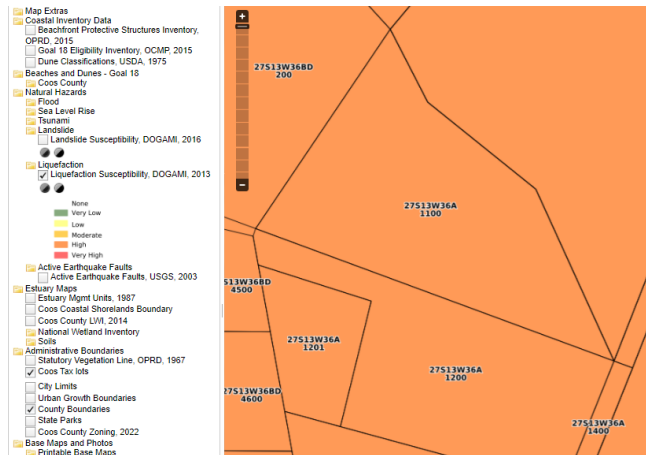 Map Extras
Coastal Inventory Data
Beachfront Protective Structures Inventory,
OPRD, 2015
Goal 18 Eligibility Inventory, OCMP, 2015
Dune Classifications, USDA, 1975
Beaches and Dunes - Goal 18
Coos County
Natural Hazards
Flood
Sea Level Rise
Tsunami
Landslide
Landslide Susceptibility, DOGAMI, 2016
Liquefaction
Liquefaction Susceptibility, DOGAMI, 2013
None
Very Low
Low
Moderate
High
Very High
Active Earthquake Faults
Active Earthquake Faults, USGS, 2003
Estuary Maps
Estuary Mgmt Units, 1987
Coos Coastal Shorelands Boundary
Coos County LWI, 2014
National Wetland Inventory
Soils
Administrative Boundaries
Statutory Vegetation Line, OPRD, 1967
Coos Tax lots
City Limits
Urban Growth Boundaries
County Boundaries
State Parks
Coos County Zoning, 2022
Base Maps and Photos
Printable Base Maps
27S13W36BD
200
27S13W36A
1100
S13W36BD
4500
27S13W36A
1201
27S13W36A
1200
27S13W36BD
4600
27S13W36A
1400